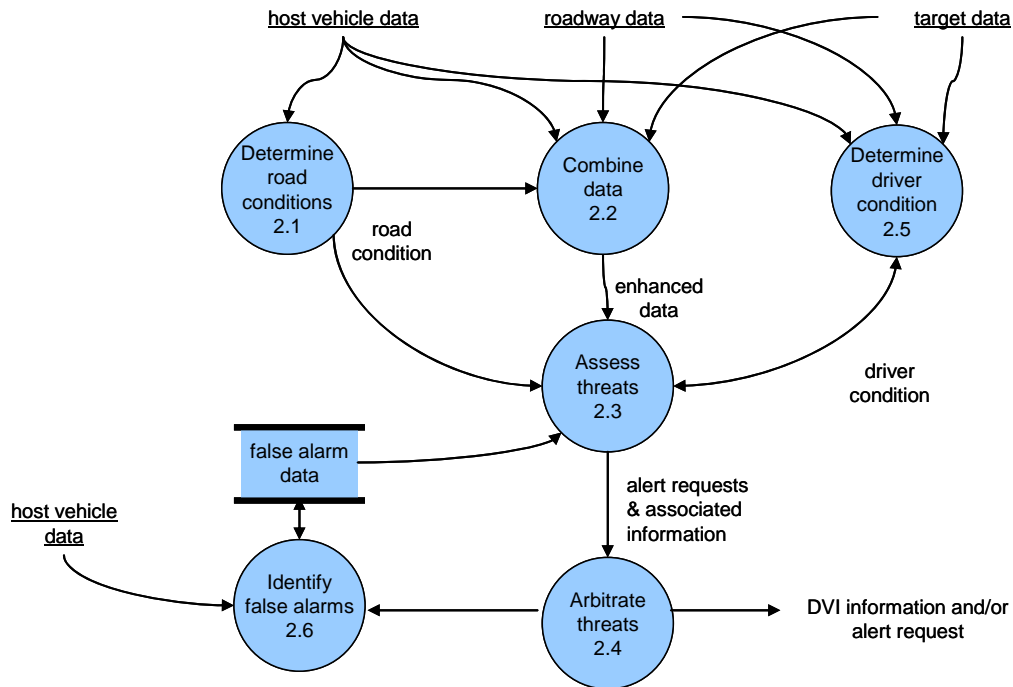 host vehicle data
roadway data
target data
Determine
road
conditions
2.1
Combine
data
2.2
Determine
driver
condition
2.5
road
condition
enhanced
data
Assess
threats
2.3
driver
condition
false alarm
data
alert requests
& associated
information
host vehicle
data
Identify
false alarms
2.6
Arbitrate
threats
2.4
DVI information and/or
alert request